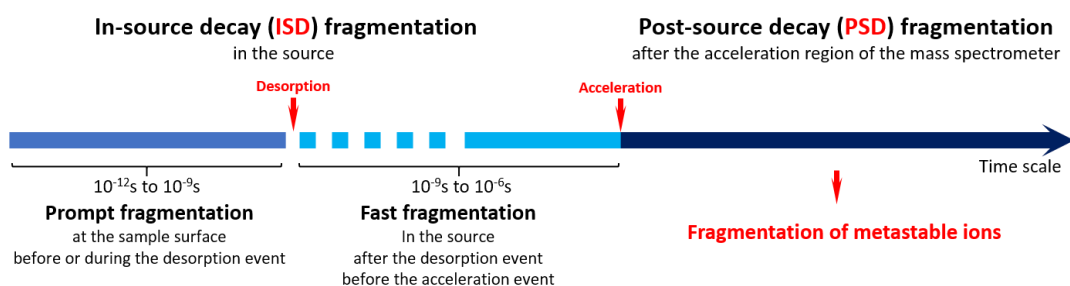 In-source decay (ISD) fragmentation
in the source
Post-source decay (PSD) fragmentation
after the acceleration region of the mass spectrometer
Desorption
Acceleration
Time scale
10⁻¹²s to 10⁻⁹s
Prompt fragmentation
at the sample surface
before or during the desorption event
10⁻⁹s to 10⁻⁶s
Fast fragmentation
In the source
after the desorption event
before the acceleration event
Fragmentation of metastable ions